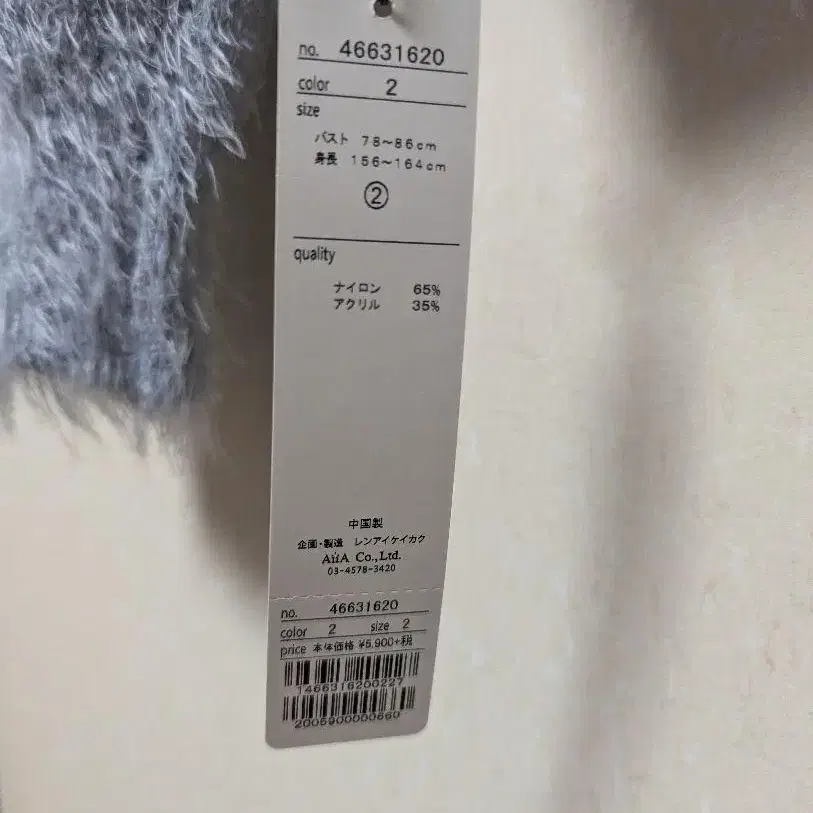 no. 46631620
color 2
size
バスト 78～86cm
身長 156～164cm
②
quality
ナイロン 65%
アクリル 35%
中国製
企画・製造 レンアイケイカク
AiiA Co.,Ltd.
03-4578-3420
no. 46631620
color 2 size 2
price 本体価格 ¥5,900+税
1466316200227
2005900000660